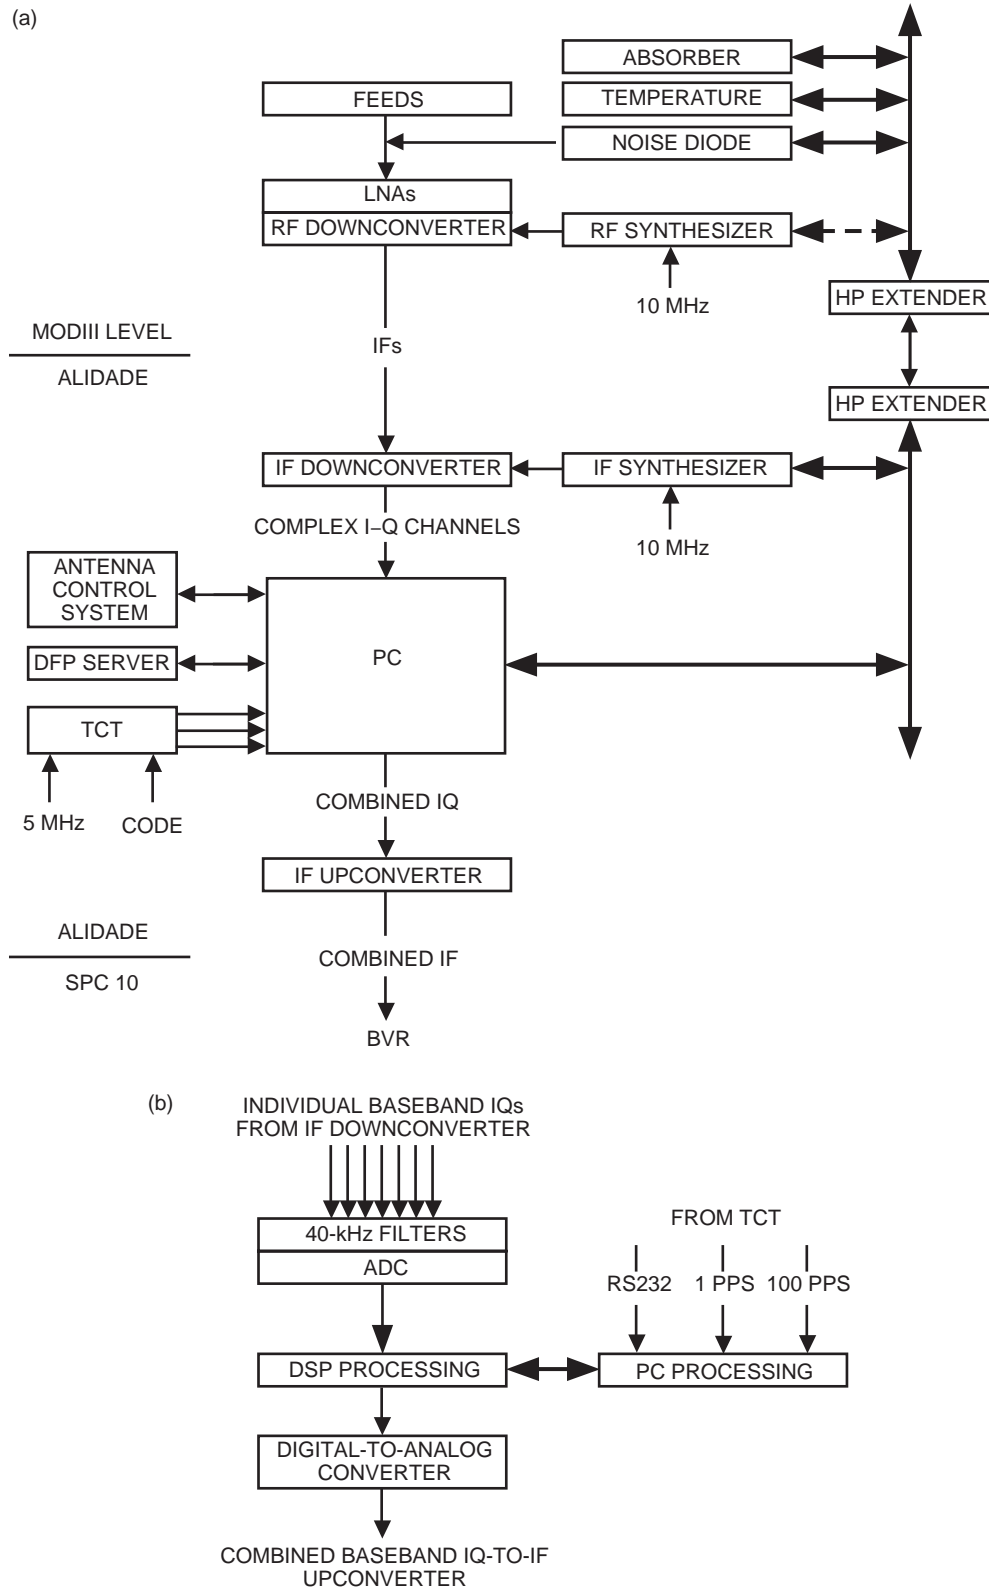 (a)
ABSORBER
FEEDS
TEMPERATURE
NOISE DIODE
LNAs
RF DOWNCONVERTER
RF SYNTHESIZER
10 MHz
HP EXTENDER
MODIII LEVEL
ALIDADE
IFs
HP EXTENDER
IF DOWNCONVERTER
IF SYNTHESIZER
COMPLEX I–Q CHANNELS
10 MHz
ANTENNA
CONTROL
SYSTEM
DFP SERVER
PC
TCT
5 MHz
CODE
COMBINED IQ
IF UPCONVERTER
ALIDADE
SPC 10
COMBINED IF
BVR
(b)
INDIVIDUAL BASEBAND IQs
FROM IF DOWNCONVERTER
40-kHz FILTERS
ADC
FROM TCT
RS232
1 PPS
100 PPS
DSP PROCESSING
PC PROCESSING
DIGITAL-TO-ANALOG
CONVERTER
COMBINED BASEBAND IQ-TO-IF
UPCONVERTER